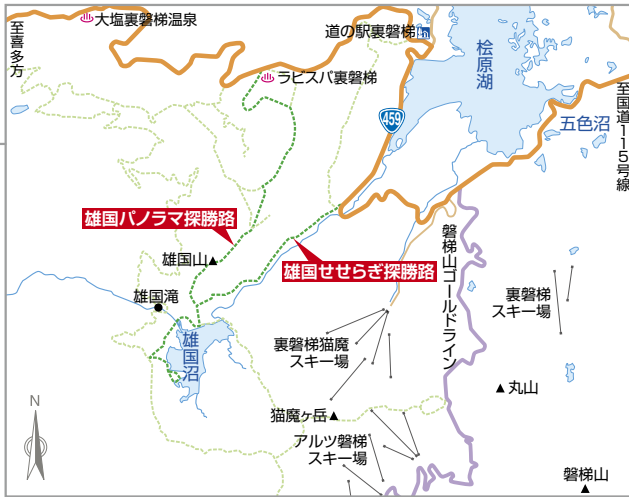 大塩裏磐梯温泉
至喜多方
道の駅裏磐梯
ラビスパ裏磐梯
桧原湖
459
五色沼
至国道115号線
雄国パノラマ探勝路
雄国せせらぎ探勝路
雄国山
雄国滝
雄国沼
磐梯山ゴールドライン
裏磐梯
スキー場
裏磐梯猫魔
スキー場
丸山
猫魔ヶ岳
アルツ磐梯
スキー場
磐梯山
N